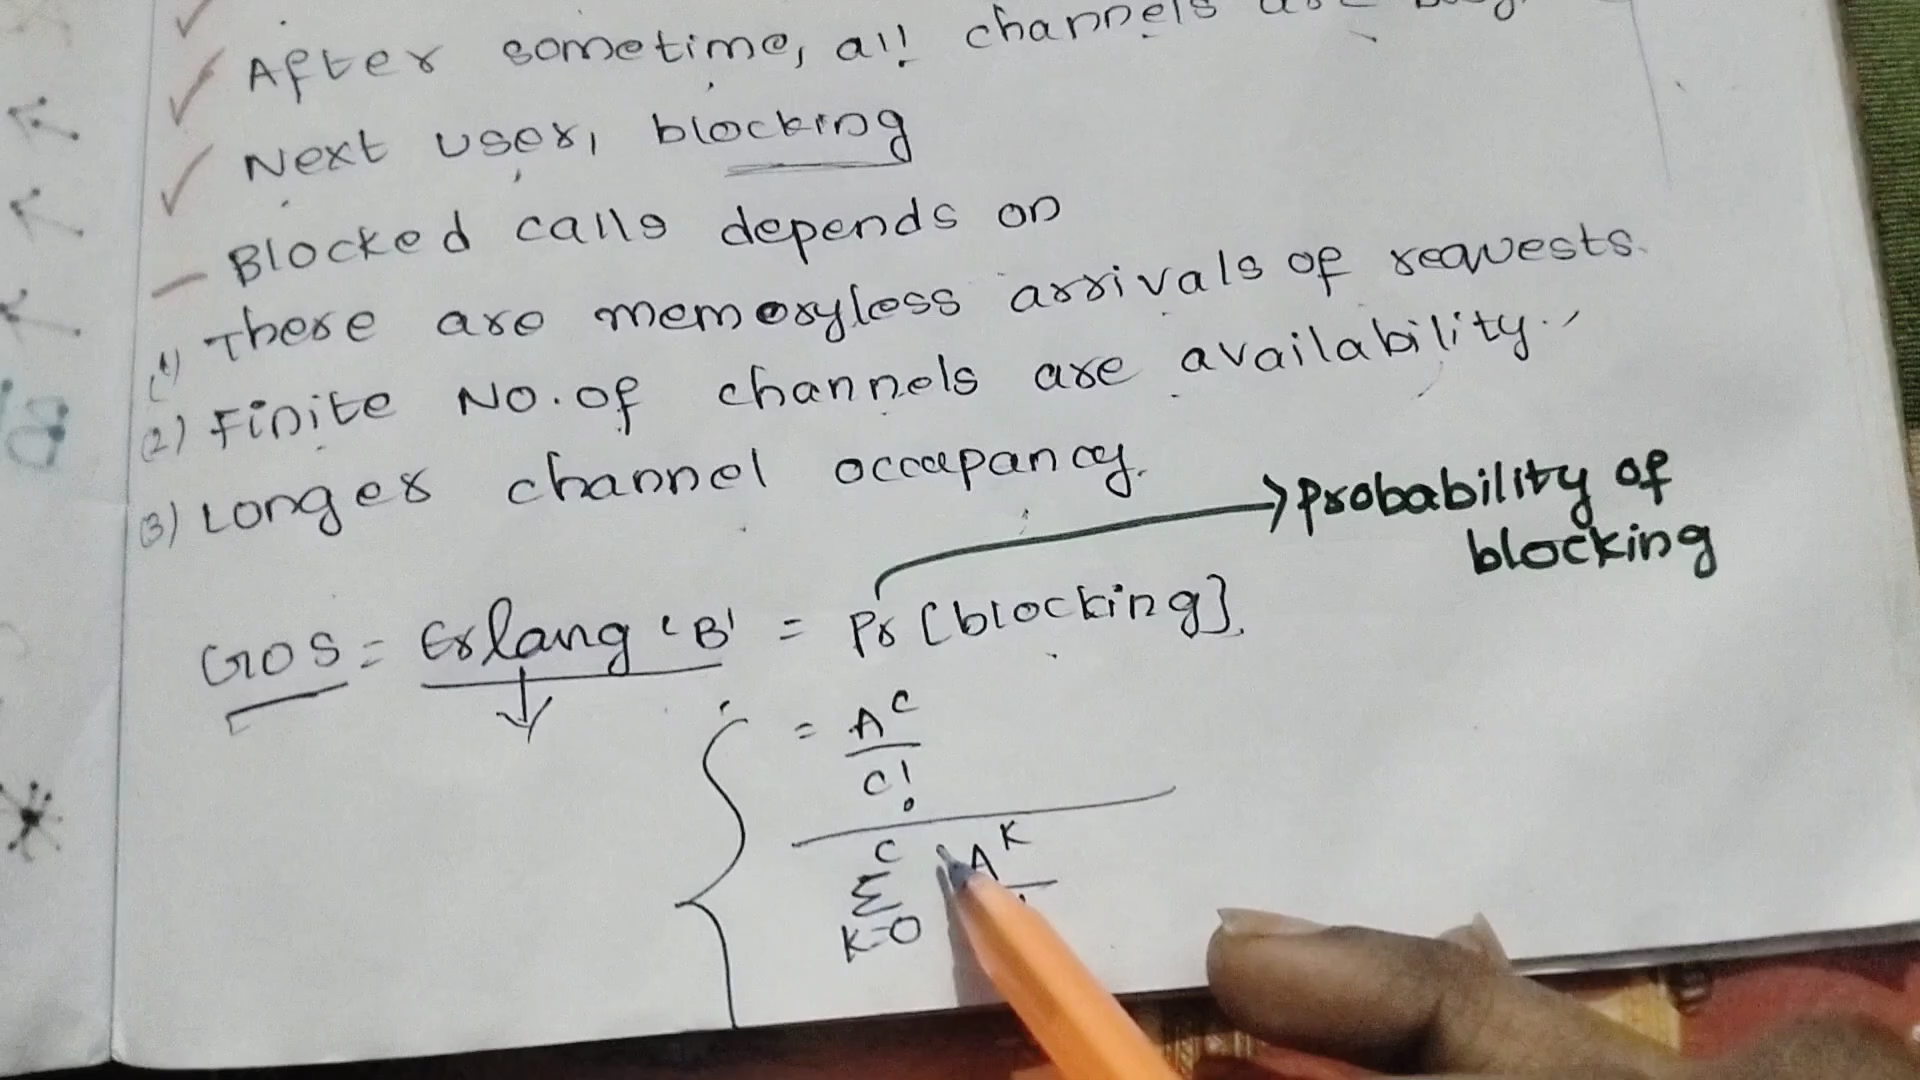 After sometime, all channels are
Next user, blocking
Blocked calls depends on
(1) There are memoryless arrivals of requests.
(2) Finite No. of channels are availability.
(3) Longer channel occupancy.
Probability of
blocking
GOS = Erlang 'B' = Pr [blocking].
= A^C
C!
C
Σ A^K
K=0